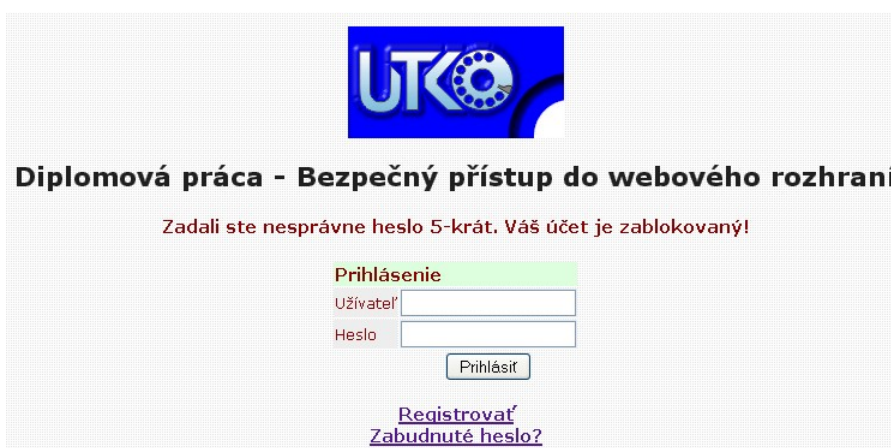 UTKO
Diplomová práca - Bezpečný přístup do webového rozhraní
Zadali ste nesprávne heslo 5-krát. Váš účet je zablokovaný!
Prihlásenie
Užívateľ
Heslo
Prihlásiť
Registrovať
Zabudnuté heslo?